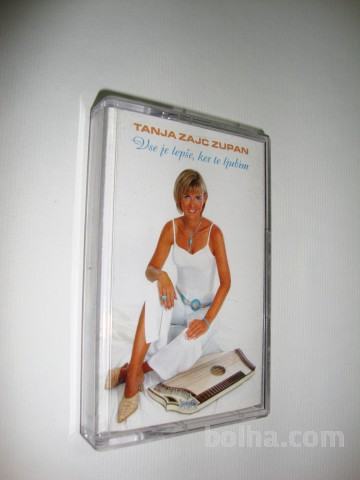 TANJA ZAJC ZUPAN
Vse je lepše, ker te ljubim
bolha.com